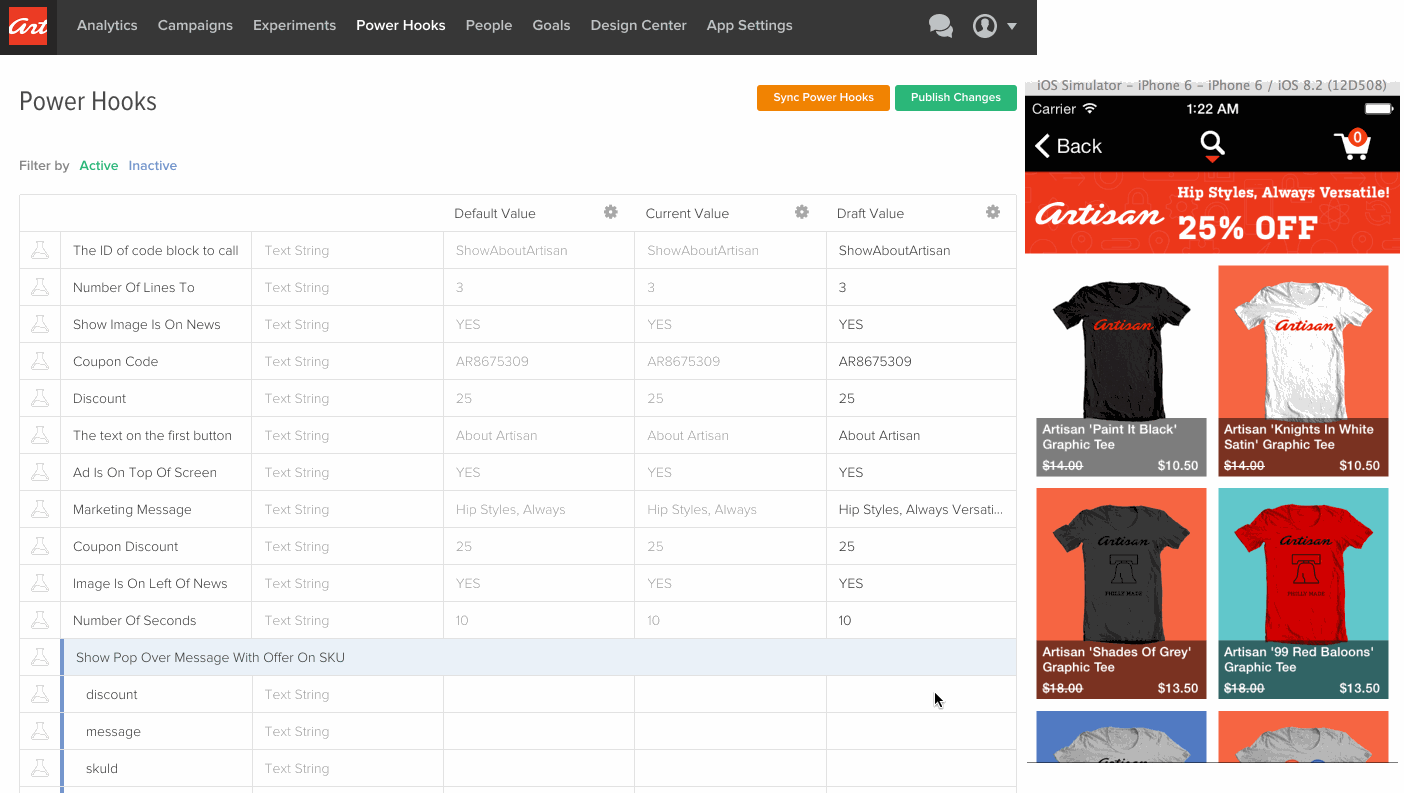 Art
Analytics Campaigns Experiments Power Hooks People Goals Design Center App Settings
Power Hooks
Sync Power Hooks Publish Changes
Filter by Active Inactive
Default Value Current Value Draft Value
The ID of code block to call Text String ShowAboutArtisan ShowAboutArtisan ShowAboutArtisan
Number Of Lines To Text String 3 3 3
Show Image Is On News Text String YES YES YES
Coupon Code Text String AR8675309 AR8675309 AR8675309
Discount Text String 25 25 25
The text on the first button Text String About Artisan About Artisan About Artisan
Ad Is On Top Of Screen Text String YES YES YES
Marketing Message Text String Hip Styles, Always Hip Styles, Always Hip Styles, Always Versati...
Coupon Discount Text String 25 25 25
Image Is On Left Of News Text String YES YES YES
Number Of Seconds Text String 10 10 10
Show Pop Over Message With Offer On SKU
discount Text String
message Text String
skuId Text String
iOS Simulator - iPhone 6 - iPhone 6 / iOS 8.2 (12D508)
Carrier 1:22 AM
Back 0
Artisan
Hip Styles, Always Versatile!
25% OFF
Artisan
Artisan 'Paint It Black'
Graphic Tee
$14.00 $10.50
Artisan
Artisan 'Knights In White
Satin' Graphic Tee
$14.00 $10.50
Artisan
PHILLY MADE
Artisan 'Shades Of Grey'
Graphic Tee
$18.00 $13.50
Artisan
PHILLY MADE
Artisan '99 Red Baloons'
Graphic Tee
$18.00 $13.50
Artisan